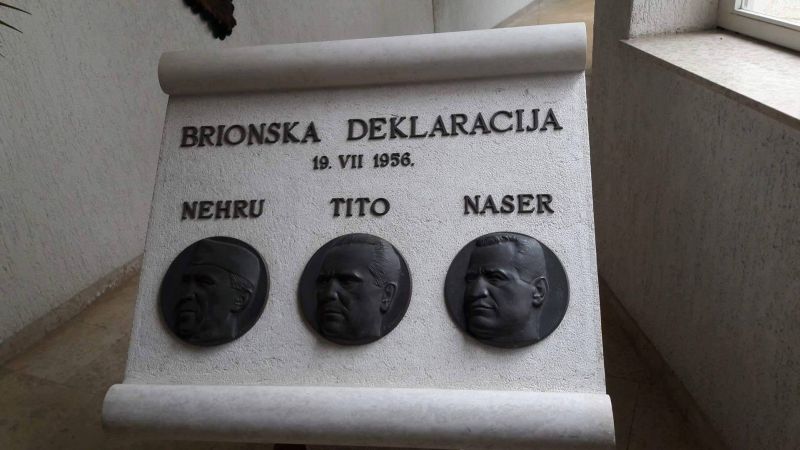 BRIONSKA DEKLARACIJA
19. VII 1956.
NEHRU TITO NASER